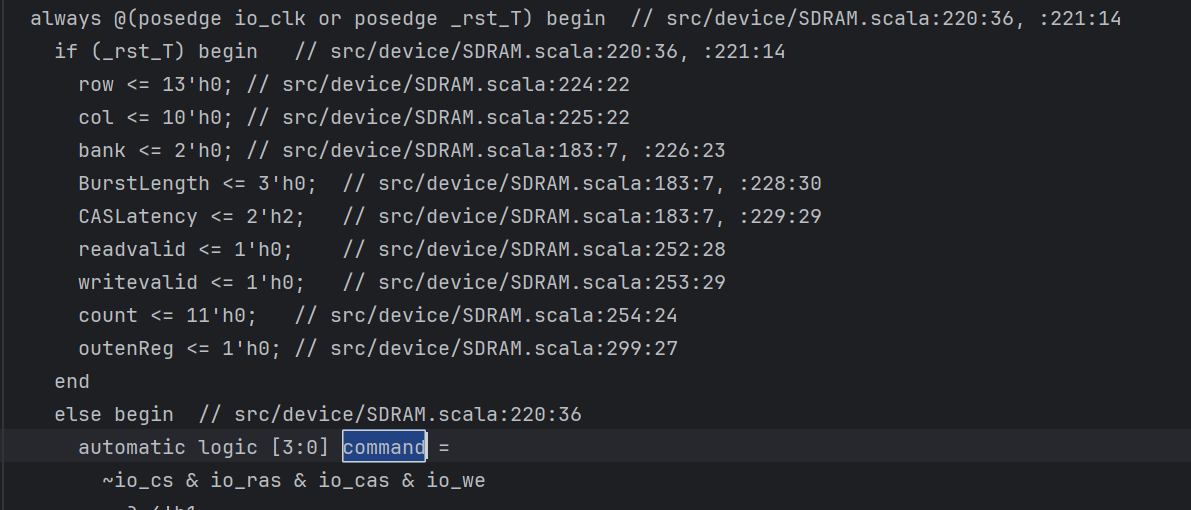 always @(posedge io_clk or posedge _rst_T) begin  // src/device/SDRAM.scala:220:36, :221:14
  if (_rst_T) begin   // src/device/SDRAM.scala:220:36, :221:14
    row <= 13'h0; // src/device/SDRAM.scala:224:22
    col <= 10'h0; // src/device/SDRAM.scala:225:22
    bank <= 2'h0; // src/device/SDRAM.scala:183:7, :226:23
    BurstLength <= 3'h0;  // src/device/SDRAM.scala:183:7, :228:30
    CASLatency <= 2'h2;   // src/device/SDRAM.scala:183:7, :229:29
    readvalid <= 1'h0;    // src/device/SDRAM.scala:252:28
    writevalid <= 1'h0;   // src/device/SDRAM.scala:253:29
    count <= 11'h0;   // src/device/SDRAM.scala:254:24
    outenReg <= 1'h0; // src/device/SDRAM.scala:299:27
  end
  else begin  // src/device/SDRAM.scala:220:36
    automatic logic [3:0] command =
      ~io_cs & io_ras & io_cas & io_we
        ? 4'h1